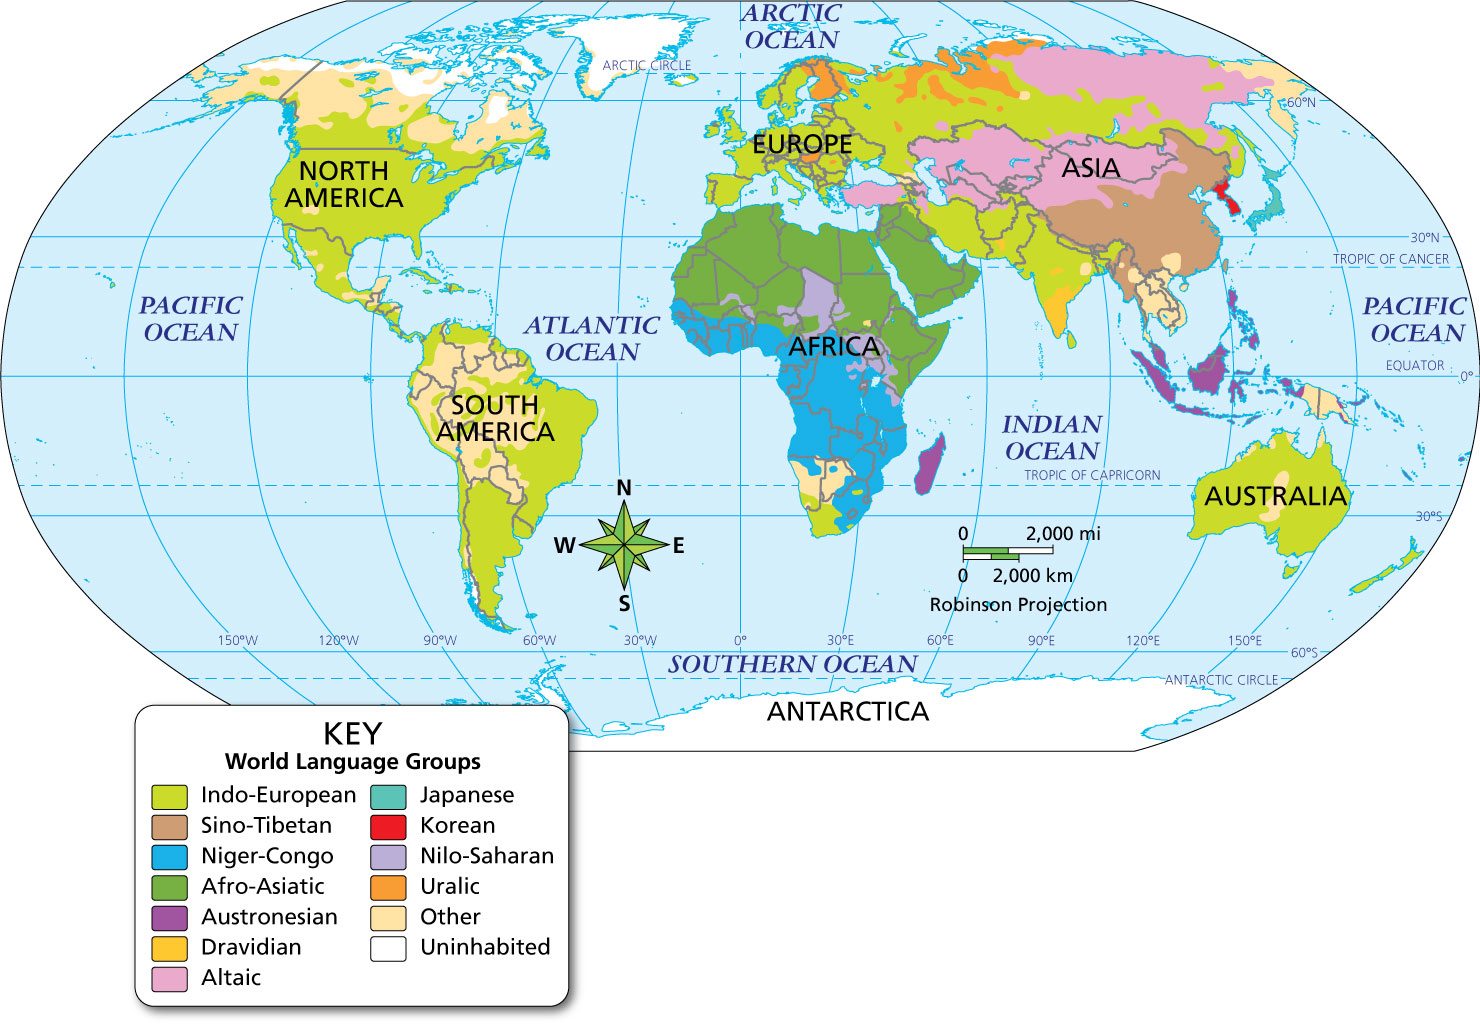 ARCTIC
OCEAN
ARCTIC CIRCLE
60°N
EUROPE
ASIA
NORTH
AMERICA
30°N
TROPIC OF CANCER
PACIFIC
OCEAN
ATLANTIC
OCEAN
PACIFIC
OCEAN
AFRICA
EQUATOR
0°
SOUTH
AMERICA
INDIAN
OCEAN
TROPIC OF CAPRICORN
AUSTRALIA
30°S
N
W
E
S
0 2,000 mi
0 2,000 km
Robinson Projection
150°W 120°W 90°W 60°W 30°W 0° 30°E 60°E 90°E 120°E 150°E
60°S
SOUTHERN OCEAN
ANTARCTIC CIRCLE
ANTARCTICA
KEY
World Language Groups
Indo-European
Sino-Tibetan
Niger-Congo
Afro-Asiatic
Austronesian
Dravidian
Altaic
Japanese
Korean
Nilo-Saharan
Uralic
Other
Uninhabited